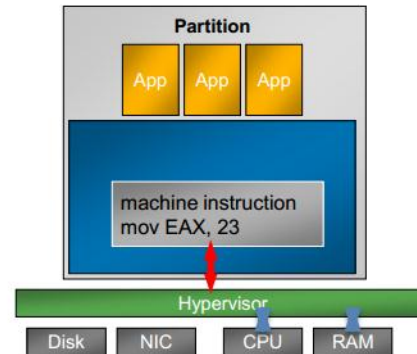 Partition
App App App
machine instruction
mov EAX, 23
Hypervisor
Disk NIC CPU RAM